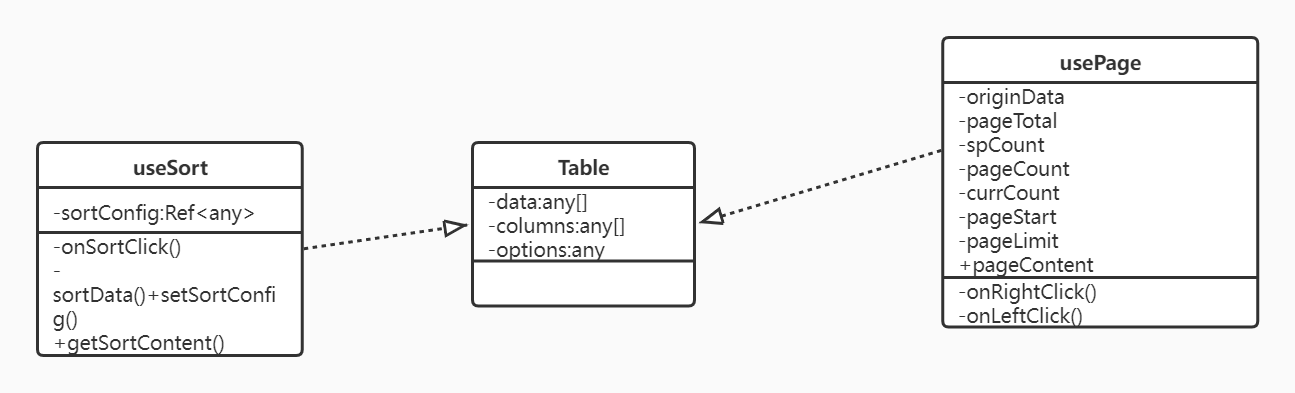 useSort
-sortConfig:Ref<any>
-onSortClick()
-
sortData()+setSortConfi
g()
+getSortContent()
Table
-data:any[]
-columns:any[]
-options:any
usePage
-originData
-pageTotal
-spCount
-pageCount
-currCount
-pageStart
-pageLimit
+pageContent
-onRightClick()
-onLeftClick()